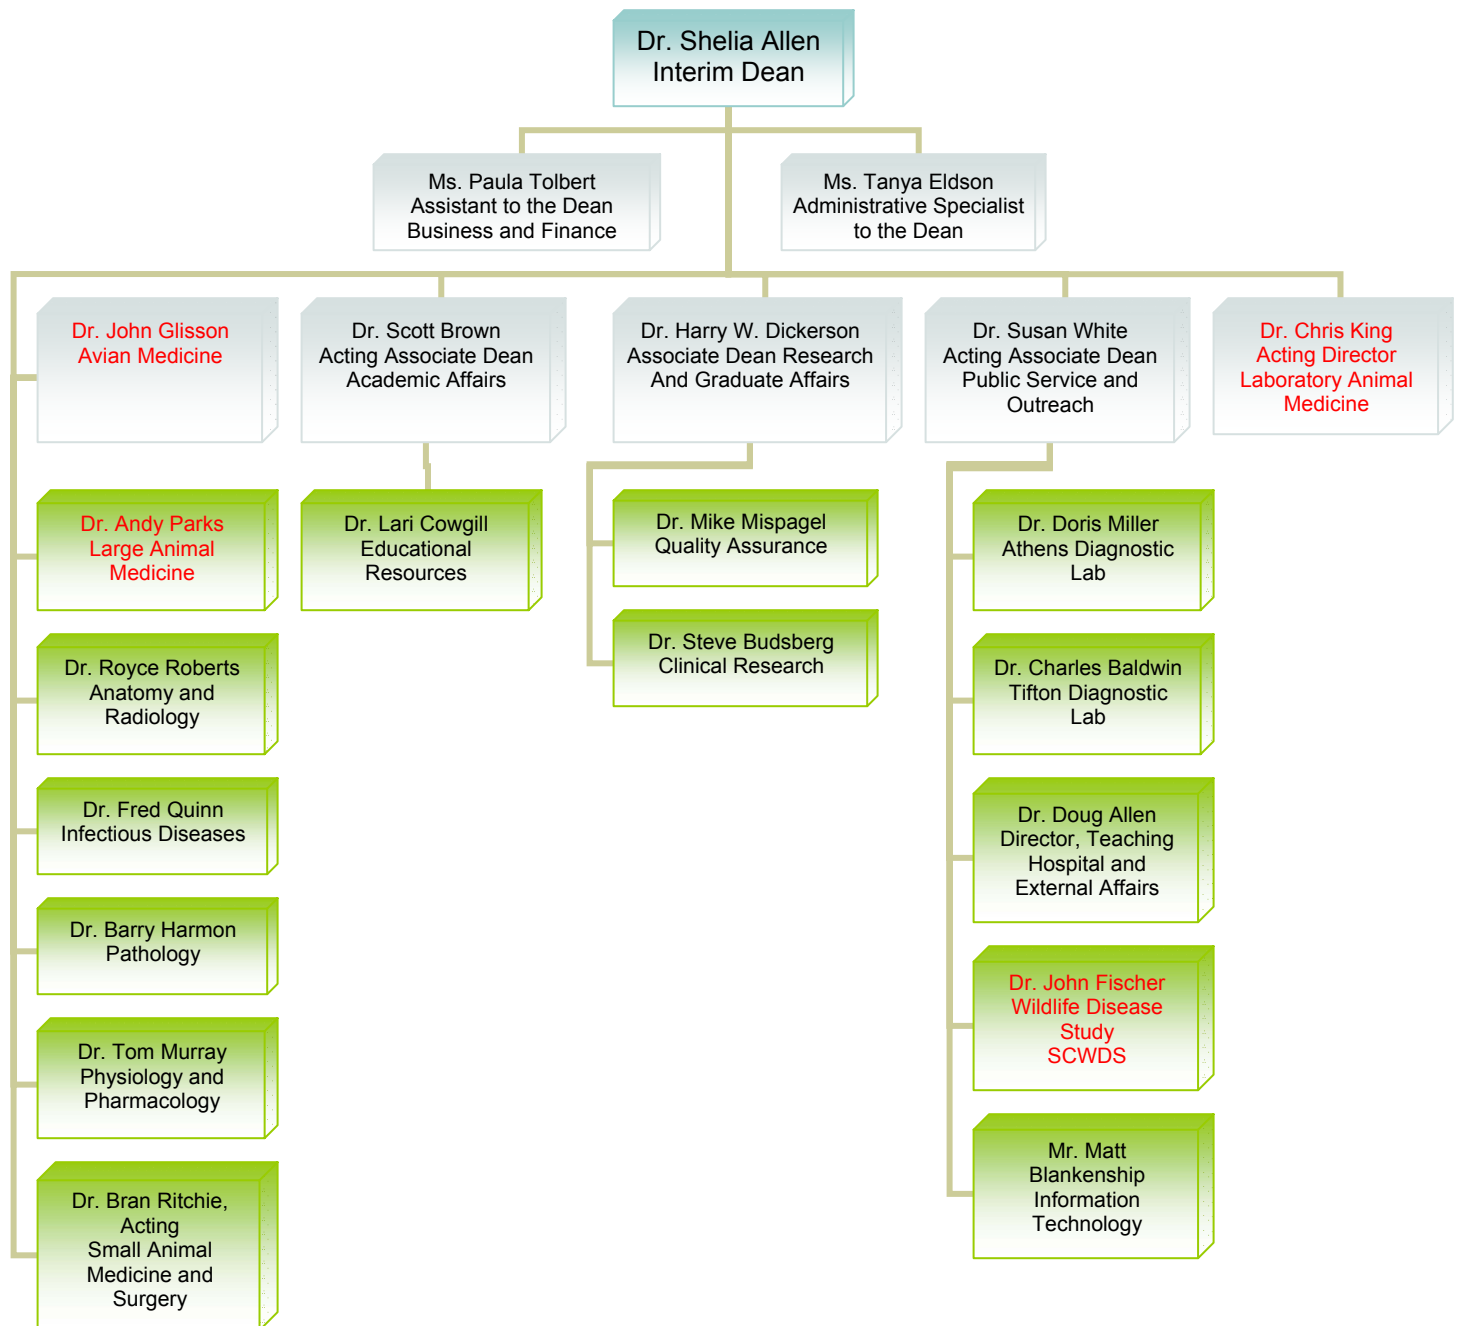 Dr. Shelia Allen
Interim Dean
Ms. Paula Tolbert
Assistant to the Dean
Business and Finance
Ms. Tanya Eldson
Administrative Specialist
to the Dean
Dr. John Glisson
Avian Medicine
Dr. Scott Brown
Acting Associate Dean
Academic Affairs
Dr. Harry W. Dickerson
Associate Dean Research
And Graduate Affairs
Dr. Susan White
Acting Associate Dean
Public Service and
Outreach
Dr. Chris King
Acting Director
Laboratory Animal
Medicine
Dr. Andy Parks
Large Animal
Medicine
Dr. Royce Roberts
Anatomy and
Radiology
Dr. Fred Quinn
Infectious Diseases
Dr. Barry Harmon
Pathology
Dr. Tom Murray
Physiology and
Pharmacology
Dr. Bran Ritchie,
Acting
Small Animal
Medicine and
Surgery
Dr. Lari Cowgill
Educational
Resources
Dr. Mike Mispagel
Quality Assurance
Dr. Steve Budsberg
Clinical Research
Dr. Doris Miller
Athens Diagnostic
Lab
Dr. Charles Baldwin
Tifton Diagnostic
Lab
Dr. Doug Allen
Director, Teaching
Hospital and
External Affairs
Dr. John Fischer
Wildlife Disease
Study
SCWDS
Mr. Matt
Blankenship
Information
Technology